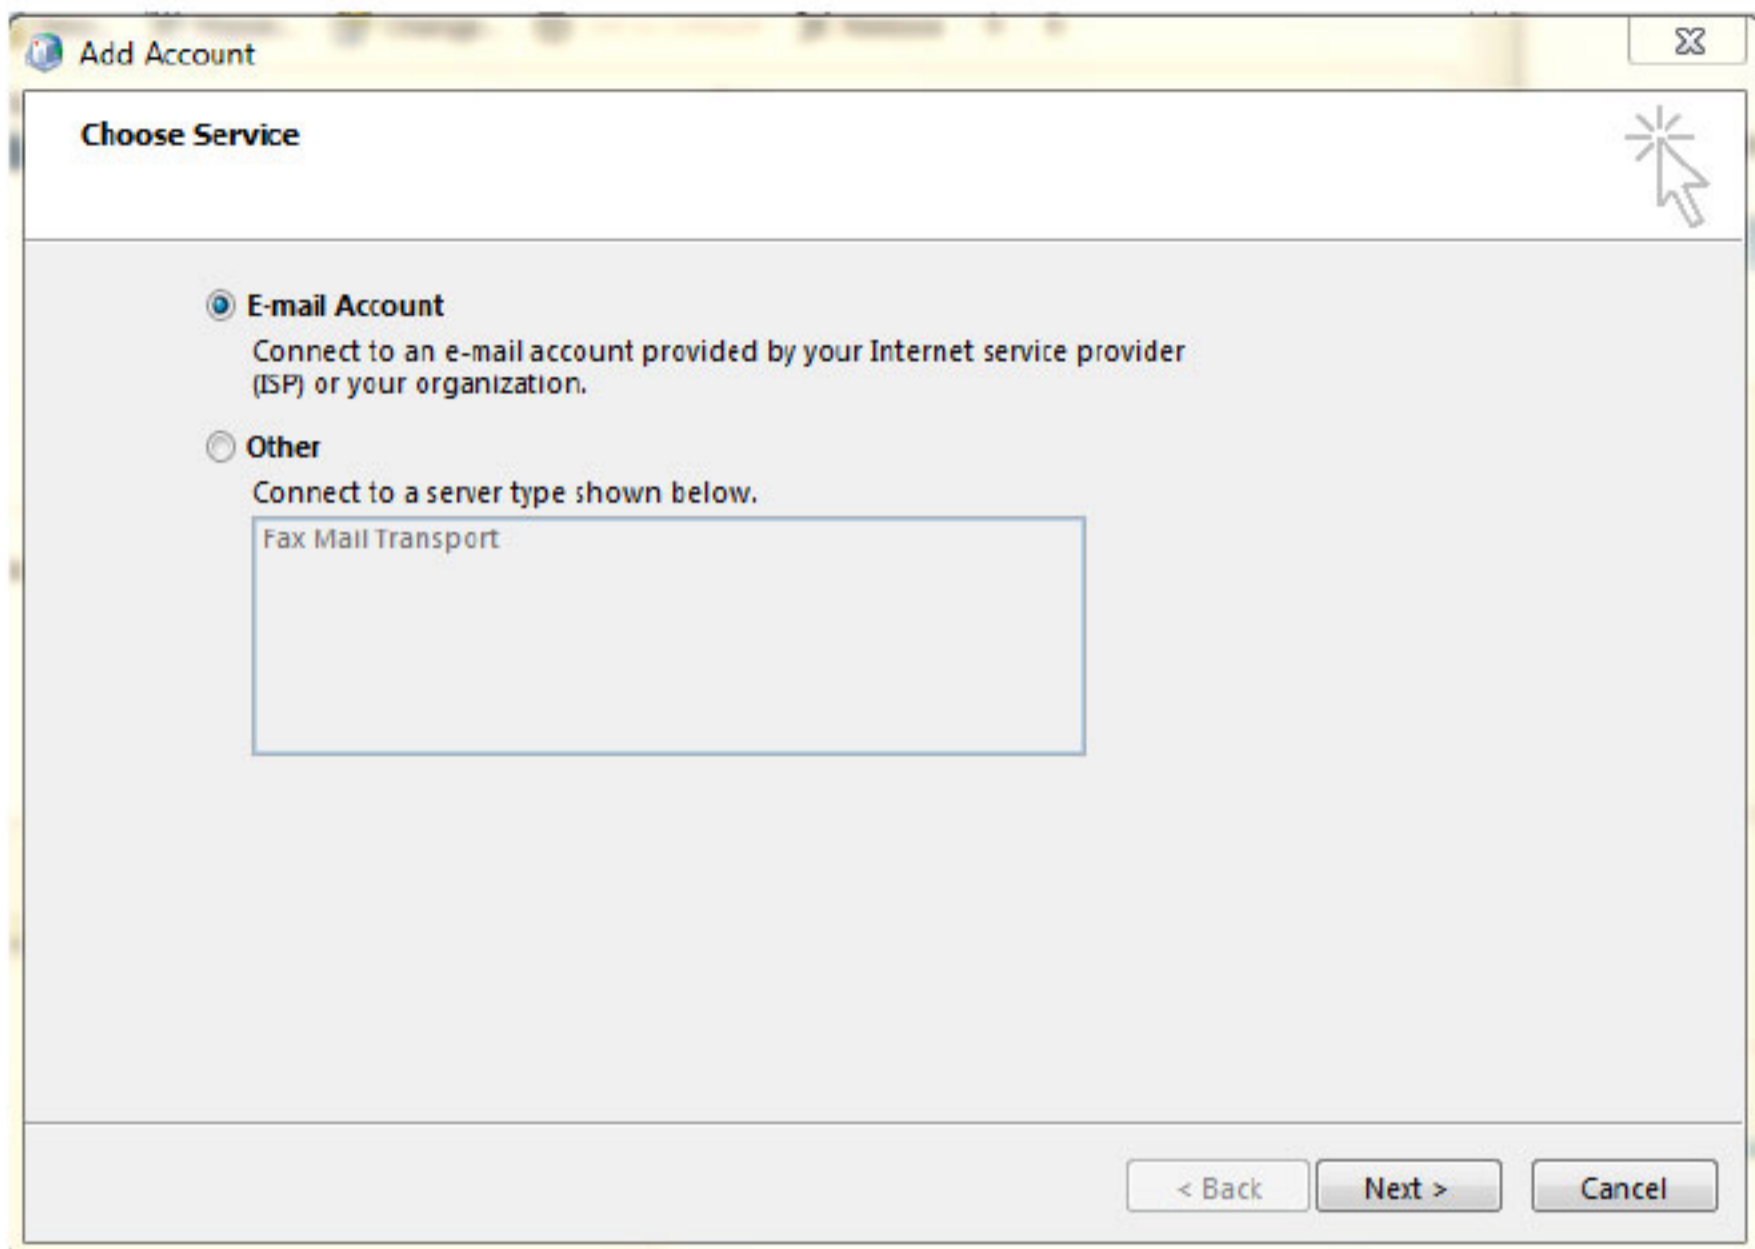 Add Account
Choose Service
E-mail Account
Connect to an e-mail account provided by your Internet service provider
(ISP) or your organization.
Other
Connect to a server type shown below.
Fax Mail Transport
< Back
Next >
Cancel